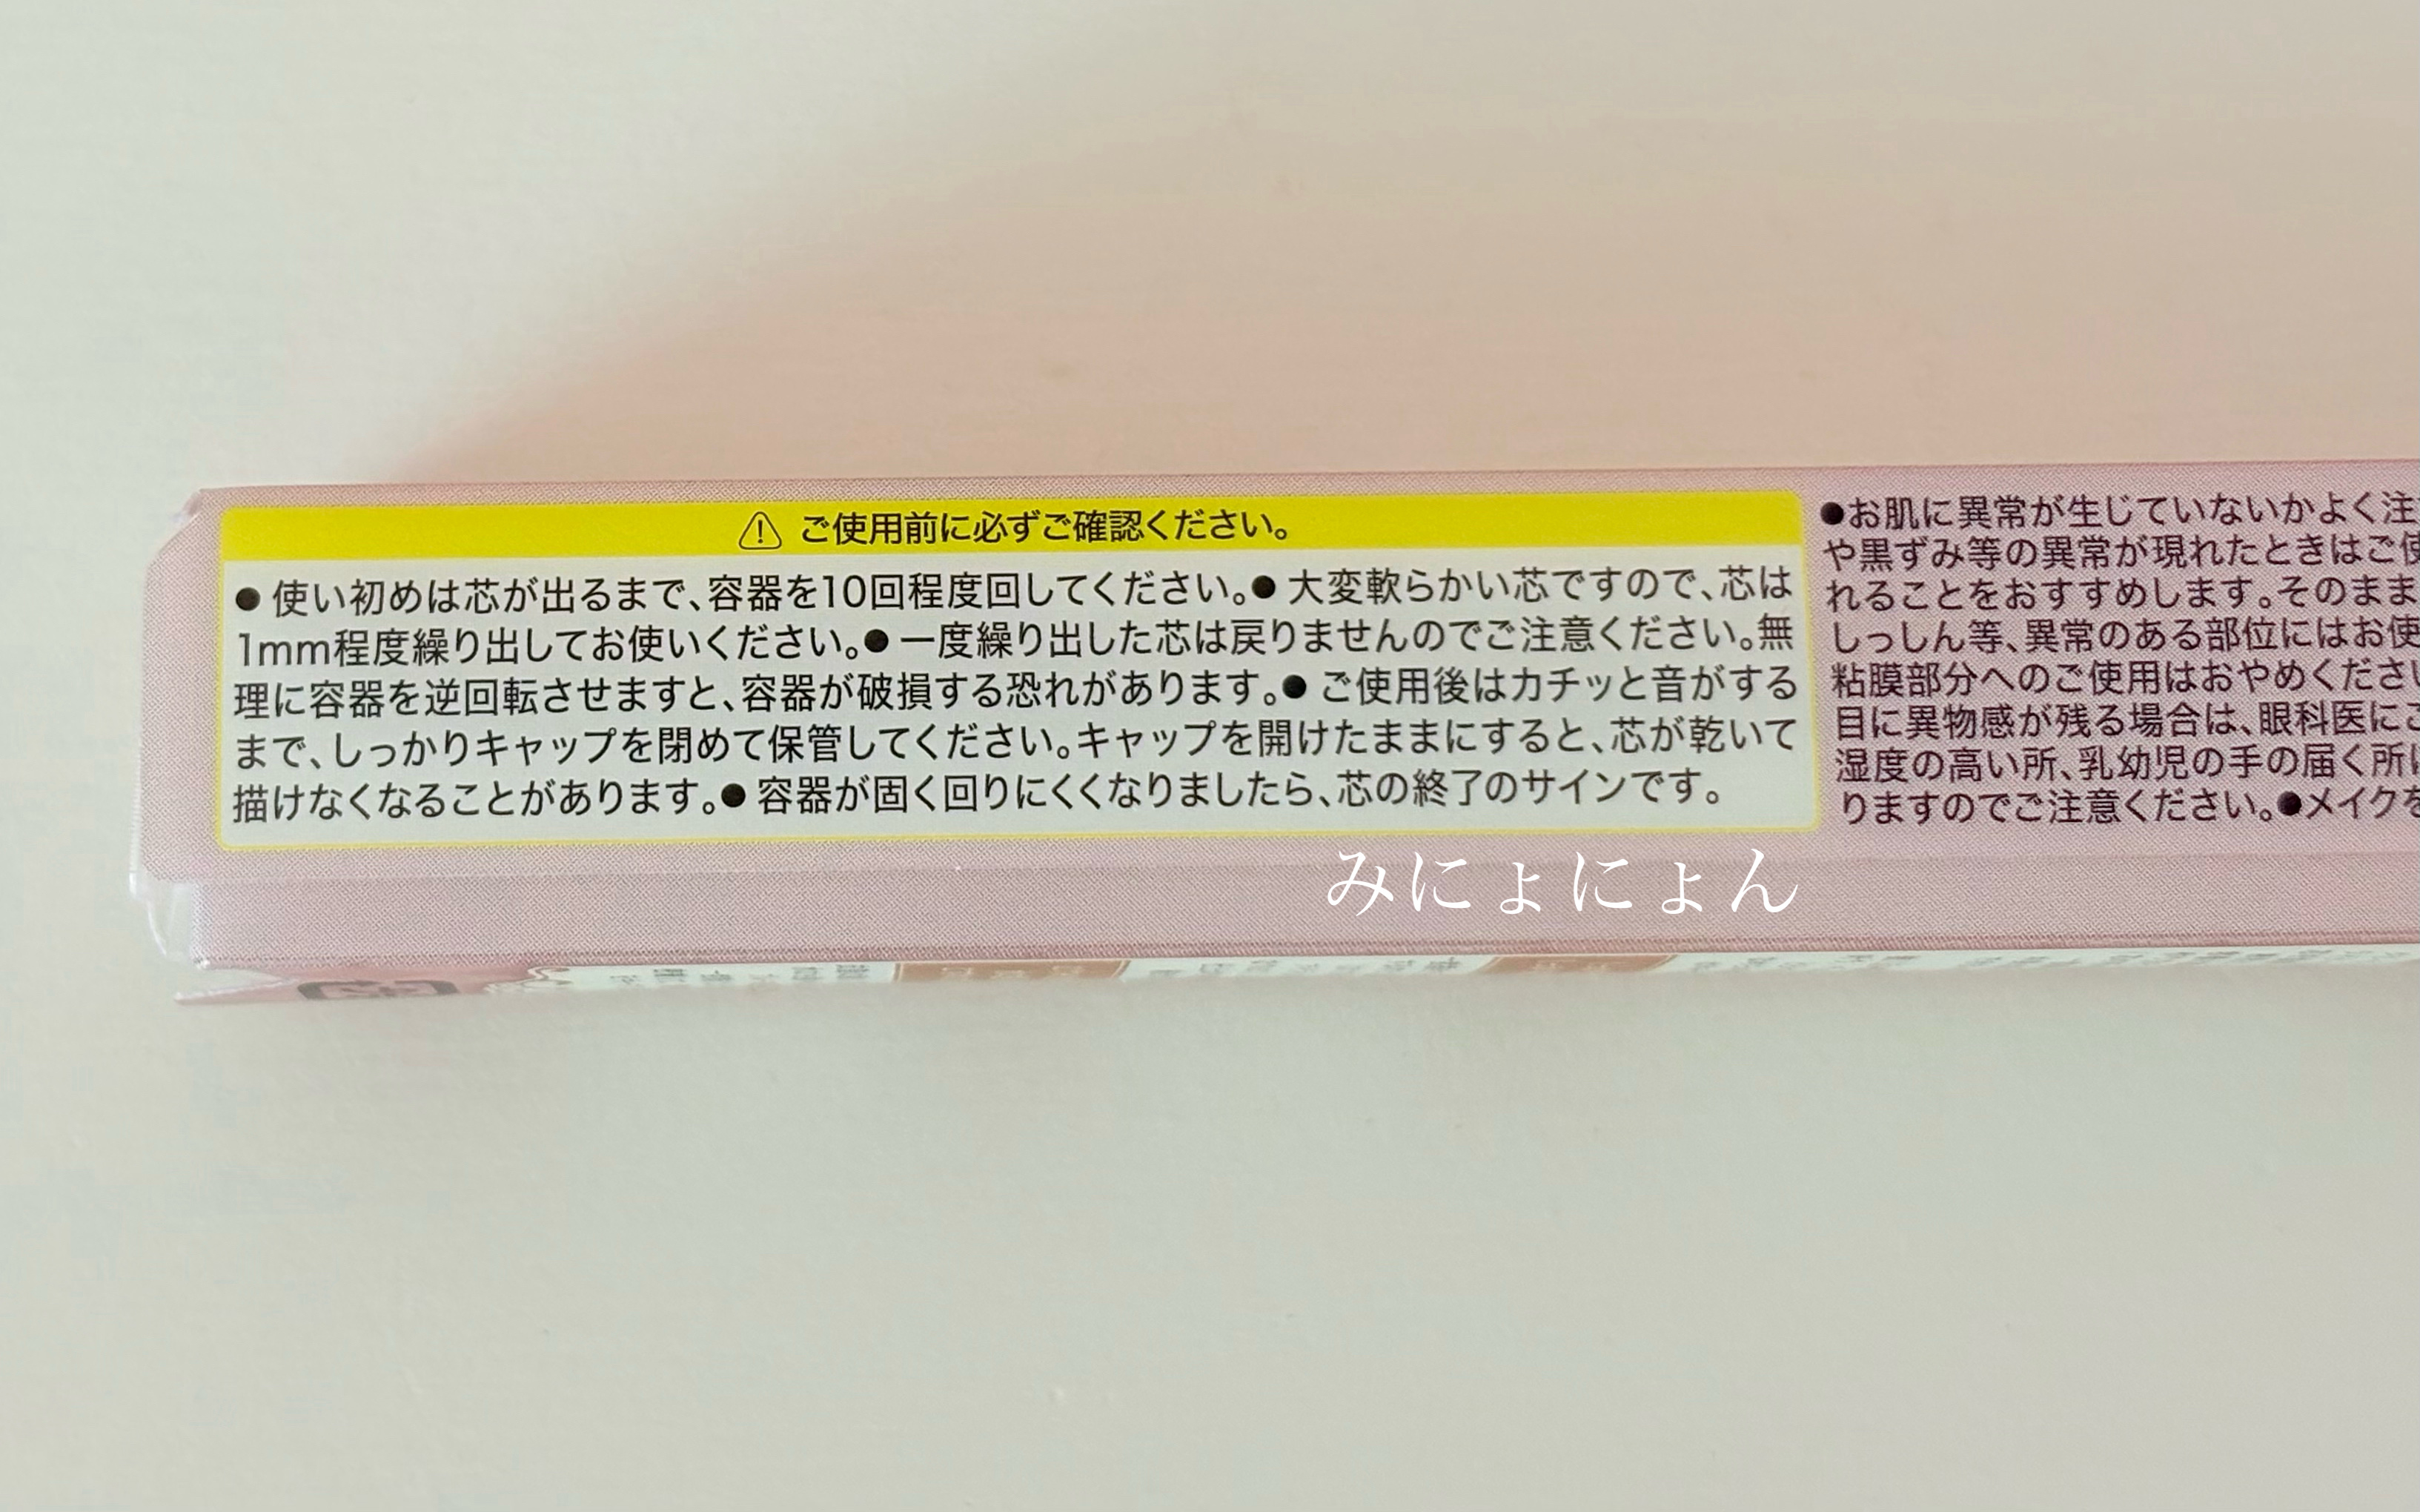 ⚠ ご使用前に必ずご確認ください。
● 使い初めは芯が出るまで、容器を10回程度回してください。● 大変軟らかい芯ですので、芯は
1mm程度繰り出してお使いください。● 一度繰り出した芯は戻りませんのでご注意ください。無
理に容器を逆回転させますと、容器が破損する恐れがあります。● ご使用後はカチッと音がする
まで、しっかりキャップを閉めて保管してください。キャップを開けたままにすると、芯が乾いて
描けなくなることがあります。● 容器が固く回りにくくなりましたら、芯の終了のサインです。
●お肌に異常が生じていないかよく注
や黒ずみ等の異常が現れたときはご使
れることをおすすめします。そのまま
しっしん等、異常のある部位にはお使
粘膜部分へのご使用はおやめください
目に異物感が残る場合は、眼科医にご
湿度の高い所、乳幼児の手の届く所に
りますのでご注意ください。●メイクを
みにょにょん